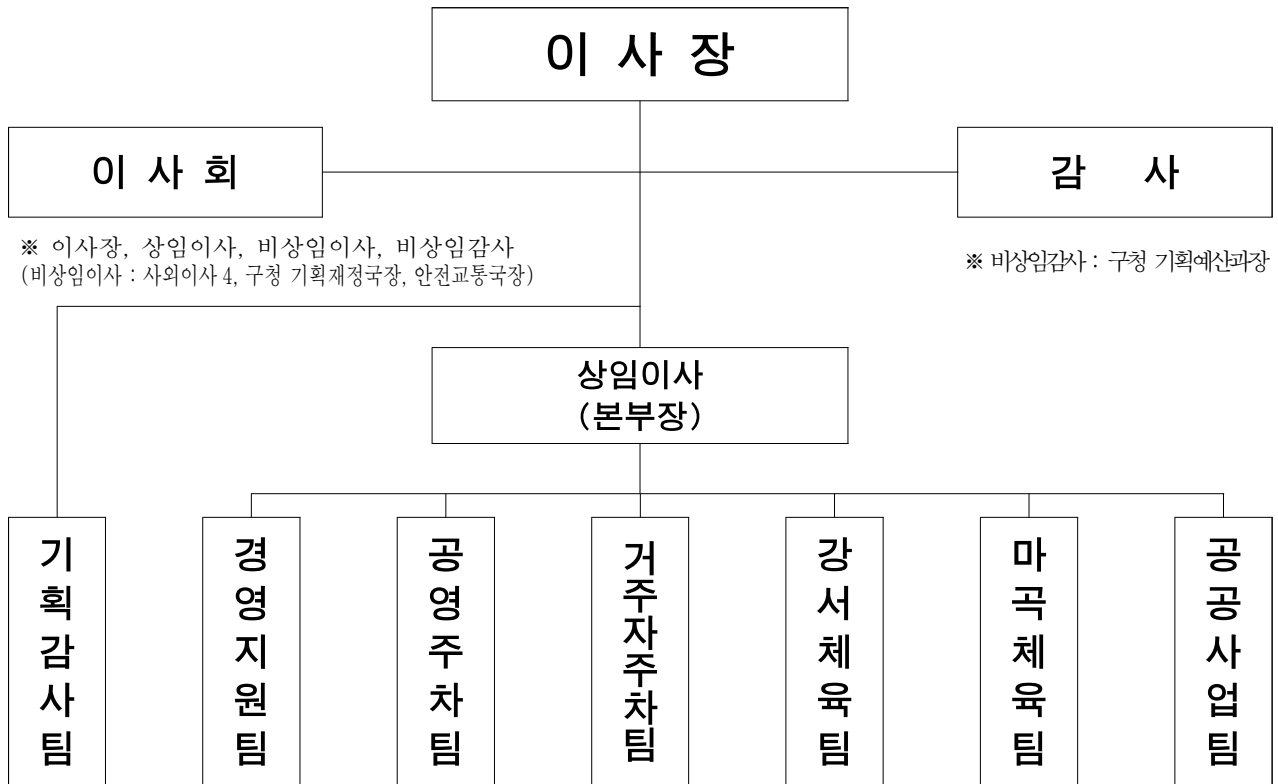 이 사 장
이 사 회
감 사
※ 이사장, 상임이사, 비상임이사, 비상임감사
(비상임이사 : 사외이사 4, 구청 기획재정국장, 안전교통국장)
※ 비상임감사 : 구청 기획예산과장
상임이사
(본부장)
기획감사팀
경영지원팀
공영주차팀
거주자주차팀
강서체육팀
마곡체육팀
공공사업팀